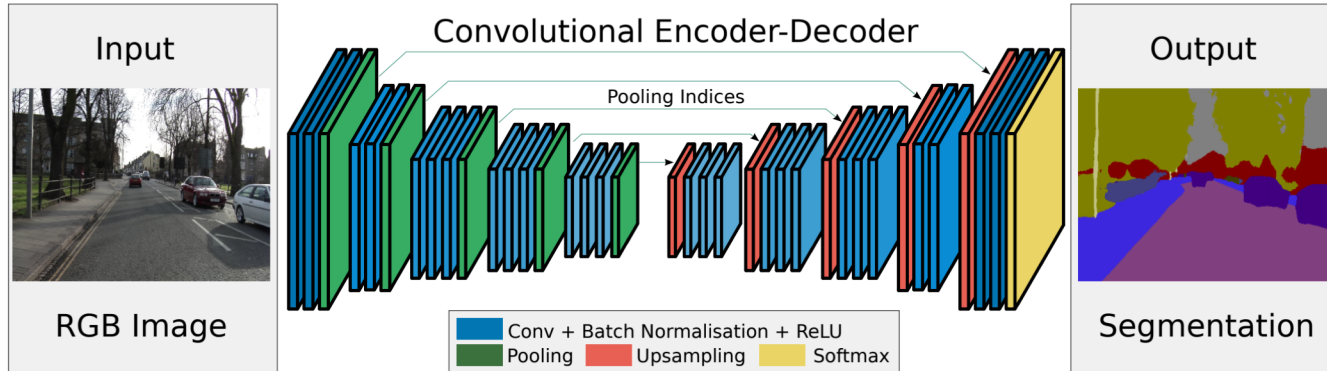 Input
RGB Image
Convolutional Encoder-Decoder
Pooling Indices
Conv + Batch Normalisation + ReLU
Pooling Upsampling Softmax
Output
Segmentation